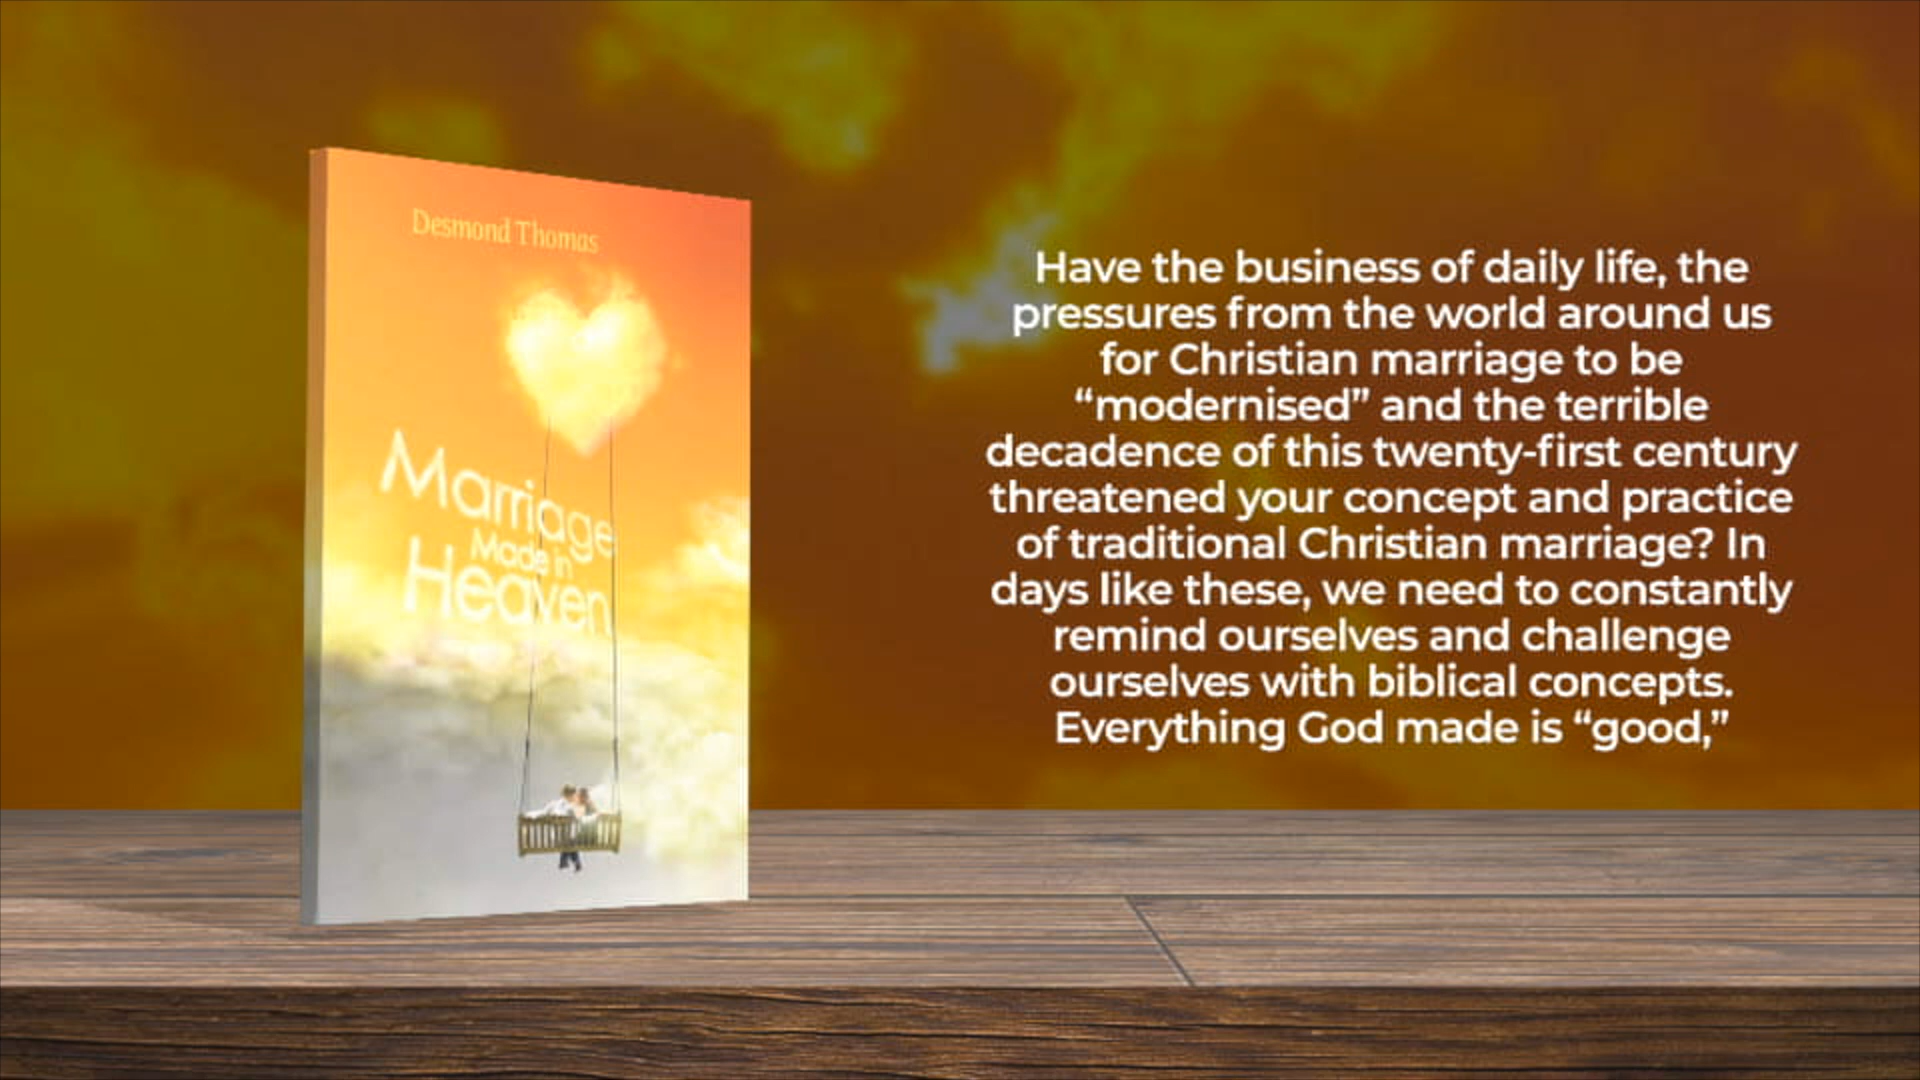 Desmond Thomas
Marriage
Made in
Heaven
Have the business of daily life, the
pressures from the world around us
for Christian marriage to be
“modernised” and the terrible
decadence of this twenty-first century
threatened your concept and practice
of traditional Christian marriage? In
days like these, we need to constantly
remind ourselves and challenge
ourselves with biblical concepts.
Everything God made is “good,”